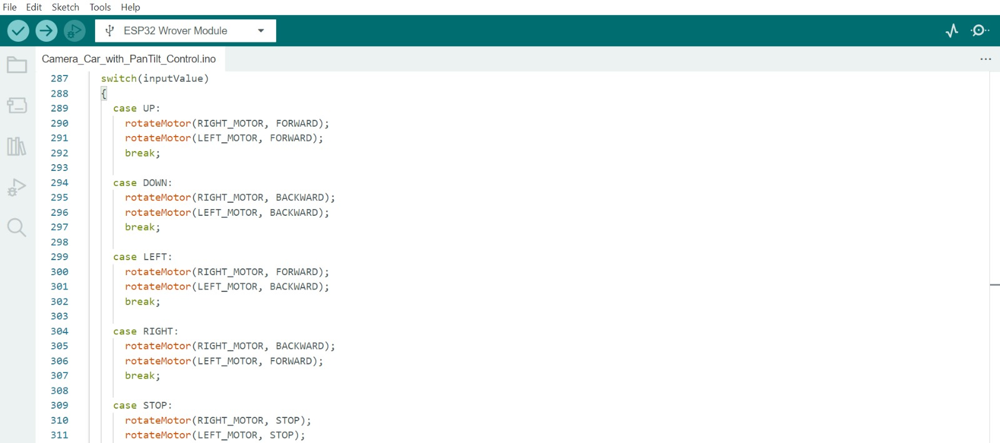 File Edit Sketch Tools Help
ESP32 Wrover Module
Camera_Car_with_PanTilt_Control.ino
287 switch(inputValue)
288 {
289 case UP:
290 rotateMotor(RIGHT_MOTOR, FORWARD);
291 rotateMotor(LEFT_MOTOR, FORWARD);
292 break;
293
294 case DOWN:
295 rotateMotor(RIGHT_MOTOR, BACKWARD);
296 rotateMotor(LEFT_MOTOR, BACKWARD);
297 break;
298
299 case LEFT:
300 rotateMotor(RIGHT_MOTOR, FORWARD);
301 rotateMotor(LEFT_MOTOR, BACKWARD);
302 break;
303
304 case RIGHT:
305 rotateMotor(RIGHT_MOTOR, BACKWARD);
306 rotateMotor(LEFT_MOTOR, FORWARD);
307 break;
308
309 case STOP:
310 rotateMotor(RIGHT_MOTOR, STOP);
311 rotateMotor(LEFT_MOTOR, STOP);